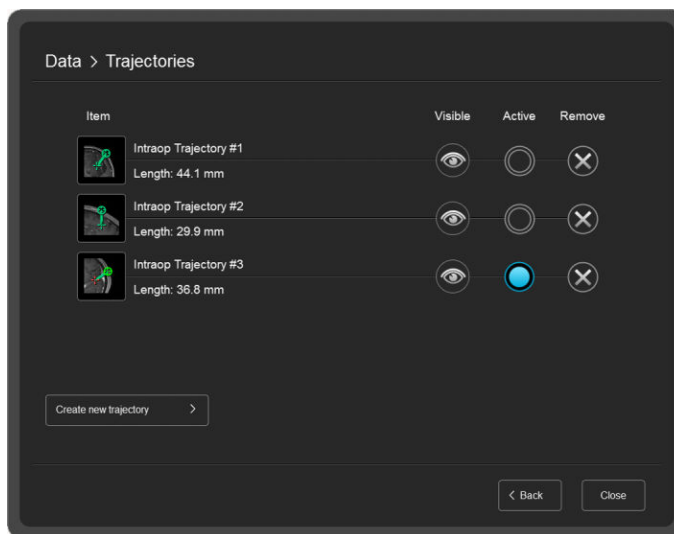 Data > Trajectories
Item Visible Active Remove
Intraop Trajectory #1
Length: 44.1 mm
Intraop Trajectory #2
Length: 29.9 mm
Intraop Trajectory #3
Length: 36.8 mm
Create new trajectory >
< Back Close